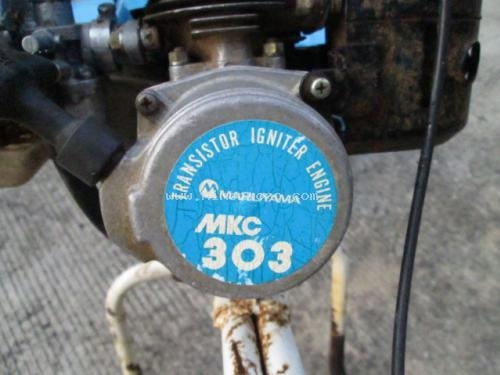 TRANSISTOR IGNITER ENGINE
MARUYAMA
MKC
303